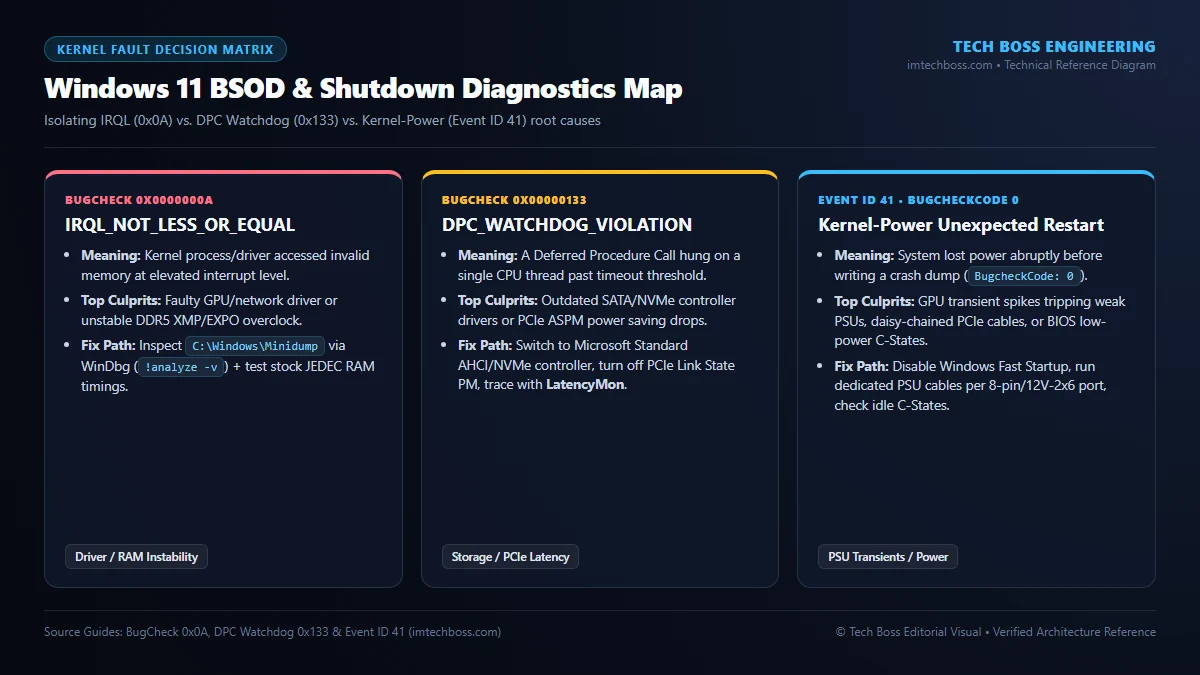 KERNEL FAULT DECISION MATRIX
TECH BOSS ENGINEERING
imtechboss.com • Technical Reference Diagram
Windows 11 BSOD & Shutdown Diagnostics Map
Isolating IRQL (0x0A) vs. DPC Watchdog (0x133) vs. Kernel-Power (Event ID 41) root causes
BUGCHECK 0X0000000A
IRQL_NOT_LESS_OR_EQUAL
• Meaning: Kernel process/driver accessed invalid
memory at elevated interrupt level.
• Top Culprits: Faulty GPU/network driver or
unstable DDR5 XMP/EXPO overclock.
• Fix Path: Inspect C:\Windows\Minidump via
WinDbg (!analyze -v) + test stock JEDEC RAM
timings.
Driver / RAM Instability
BUGCHECK 0X00000133
DPC_WATCHDOG_VIOLATION
• Meaning: A Deferred Procedure Call hung on a
single CPU thread past timeout threshold.
• Top Culprits: Outdated SATA/NVMe controller
drivers or PCIe ASPM power saving drops.
• Fix Path: Switch to Microsoft Standard
AHCI/NVMe controller, turn off PCIe Link State
PM, trace with LatencyMon.
Storage / PCIe Latency
EVENT ID 41 • BUGCHECKCODE 0
Kernel-Power Unexpected Restart
• Meaning: System lost power abruptly before
writing a crash dump (BugcheckCode: 0).
• Top Culprits: GPU transient spikes tripping weak
PSUs, daisy-chained PCIe cables, or BIOS low-
power C-States.
• Fix Path: Disable Windows Fast Startup, run
dedicated PSU cables per 8-pin/12V-2x6 port,
check idle C-States.
PSU Transients / Power
Source Guides: BugCheck 0x0A, DPC Watchdog 0x133 & Event ID 41 (imtechboss.com)
© Tech Boss Editorial Visual • Verified Architecture Reference